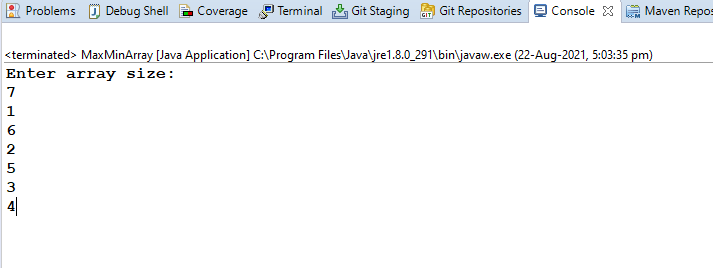 Problems Debug Shell Coverage Terminal Git Staging Git Repositories Console Maven Repos
<terminated> MaxMinArray [Java Application] C:\Program Files\Java\jre1.8.0_291\bin\javaw.exe (22-Aug-2021, 5:03:35 pm)
Enter array size:
7
1
6
2
5
3
4